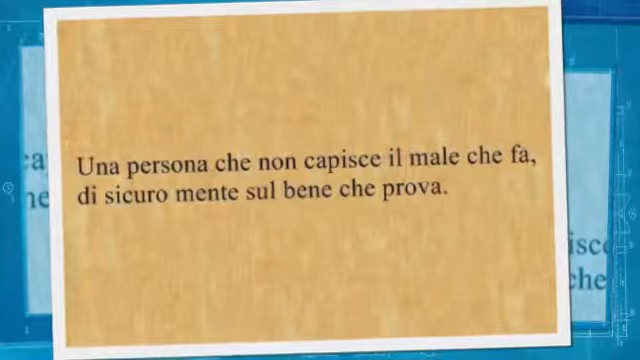 Una persona che non capisce il male che fa,
di sicuro mente sul bene che prova.